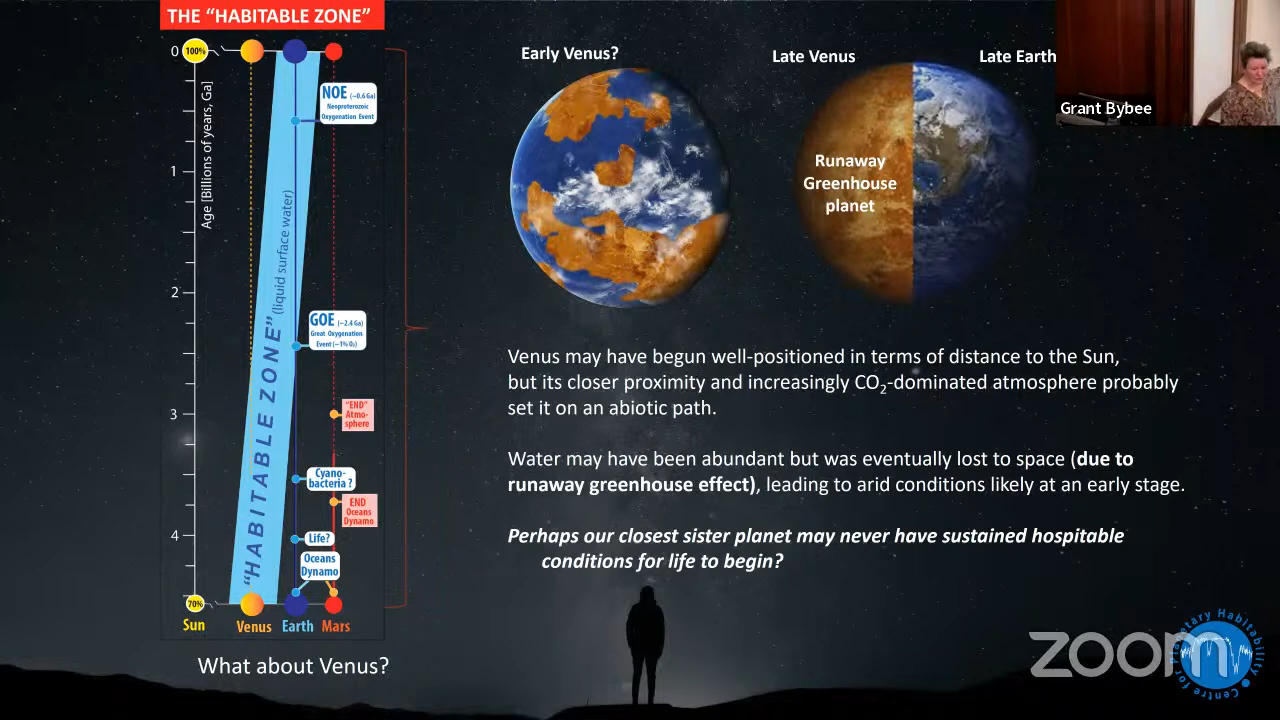 THE “HABITABLE ZONE”
0
100%
Age [Billions of years, Ga]
1
2
3
4
70%
Sun
NOE (~0.6 Ga)
Neoproterozoic
Oxygenation Event
GOE (~2.4 Ga)
Great Oxygenation
Event (~1% O₂)
“HABITABLE ZONE” (liquid surface water)
“END”
Atmo-
sphere
Cyano-
bacteria ?
END
Oceans
Dynamo
Life?
Oceans
Dynamo
Venus
Earth
Mars
What about Venus?
Early Venus?
Late Venus
Late Earth
Runaway
Greenhouse
planet
Grant Bybee
Venus may have begun well-positioned in terms of distance to the Sun,
but its closer proximity and increasingly CO₂-dominated atmosphere probably
set it on an abiotic path.
Water may have been abundant but was eventually lost to space (due to
runaway greenhouse effect), leading to arid conditions likely at an early stage.
Perhaps our closest sister planet may never have sustained hospitable
conditions for life to begin?
zoom
Centre for Planetary Habitability